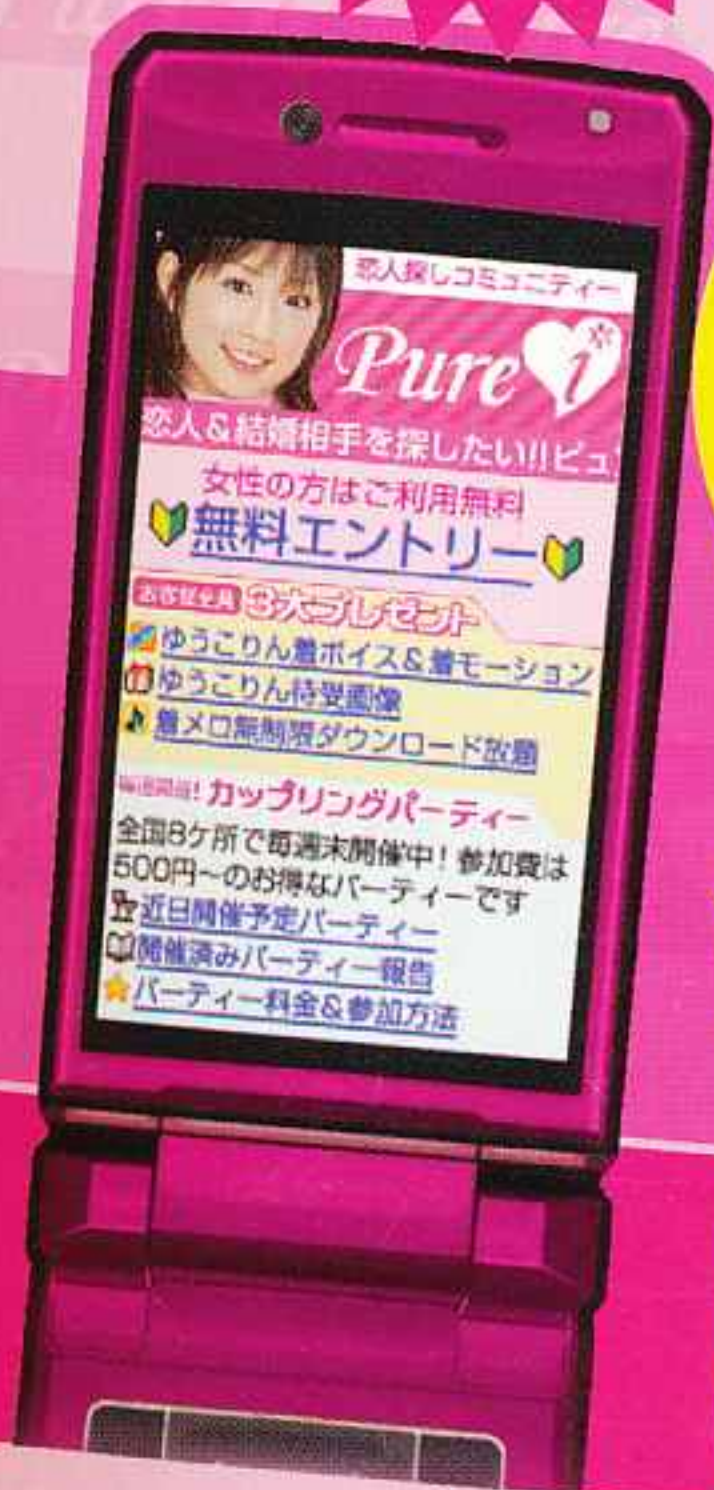 恋人探しコミュニティー
Pure i
恋人&結婚相手を探したい!!ピュ
女性の方はご利用無料
無料エントリー
3大プレゼント
ゆうこりん着ボイス&着モーション
ゆうこりん待受画像
着メロ無制限ダウンロード放題
毎週開催! カップリングパーティー
全国8ケ所で毎週末開催中!参加費は
500円~のお得なパーティーです
近日開催予定パーティー
開催済みパーティー報告
パーティー料金&参加方法